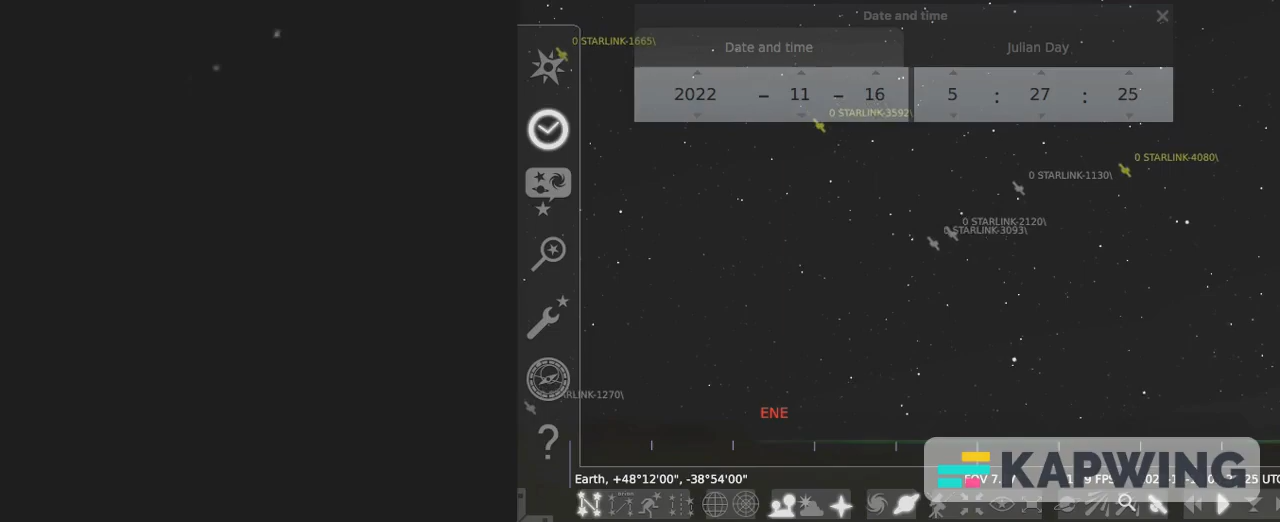 Date and time
Date and time
Julian Day
2022 - 11 - 16 5 : 27 : 25
0 STARLINK-1665\
0 STARLINK-3592\
0 STARLINK-4080\
0 STARLINK-1130\
0 STARLINK-2120\
0 STARLINK-3093\
ENE
Earth, +48°12'00", -38°54'00"
KAPWING